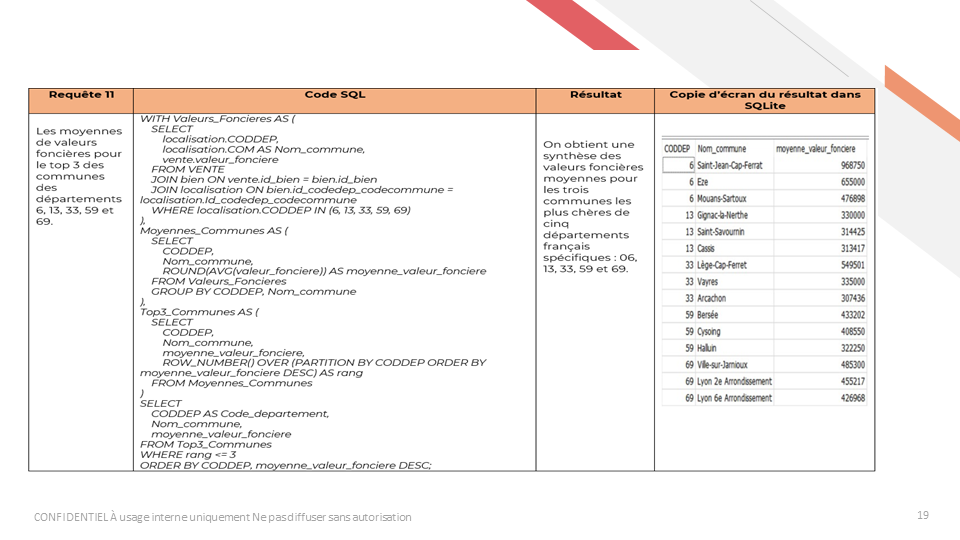 Requête 11
Code SQL
Résultat
Copie d'écran du résultat dans
SQLite
Les moyennes
de valeurs
foncières pour
le top 3 des
communes
des
départements
6, 13, 33, 59 et
69.
WITH Valeurs_Foncieres AS (
SELECT
localisation.CODDEP,
localisation.COM AS Nom_commune,
vente.valeur_fonciere
FROM VENTE
JOIN bien ON vente.id_bien = bien.id_bien
JOIN localisation ON bien.id_codedep_codecommune =
localisation.Id_codedep_codecommune
WHERE localisation.CODDEP IN (6, 13, 33, 59, 69)
),
Moyennes_Communes AS (
SELECT
CODDEP,
Nom_commune,
ROUND(AVG(valeur_fonciere)) AS moyenne_valeur_fonciere
FROM Valeurs_Foncieres
GROUP BY CODDEP, Nom_commune
),
Top3_Communes AS (
SELECT
CODDEP,
Nom_commune,
moyenne_valeur_fonciere,
ROW_NUMBER() OVER (PARTITION BY CODDEP ORDER BY
moyenne_valeur_fonciere DESC) AS rang
FROM Moyennes_Communes
)
SELECT
CODDEP AS Code_departement,
Nom_commune,
moyenne_valeur_fonciere
FROM Top3_Communes
WHERE rang <= 3
ORDER BY CODDEP, moyenne_valeur_fonciere DESC;
On obtient une
synthèse des
valeurs foncières
moyennes pour
les trois
communes les
plus chères de
cinq
départements
français
spécifiques : 06,
13, 33, 59 et 69.
CODDEP Nom_commune moyenne_valeur_fonciere
6 Saint-Jean-Cap-Ferrat 968750
6 Eze 655000
6 Mouans-Sartoux 476898
13 Gignac-la-Nerthe 330000
13 Saint-Savournin 314425
13 Cassis 313417
33 Lège-Cap-Ferret 549501
33 Vayres 335000
33 Arcachon 307436
59 Bersée 433202
59 Cysoing 408550
59 Halluin 322250
69 Ville-sur-Jarnioux 485300
69 Lyon 2e Arrondissement 455217
69 Lyon 6e Arrondissement 426968
CONFIDENTIEL À usage interne uniquement Ne pas diffuser sans autorisation
19